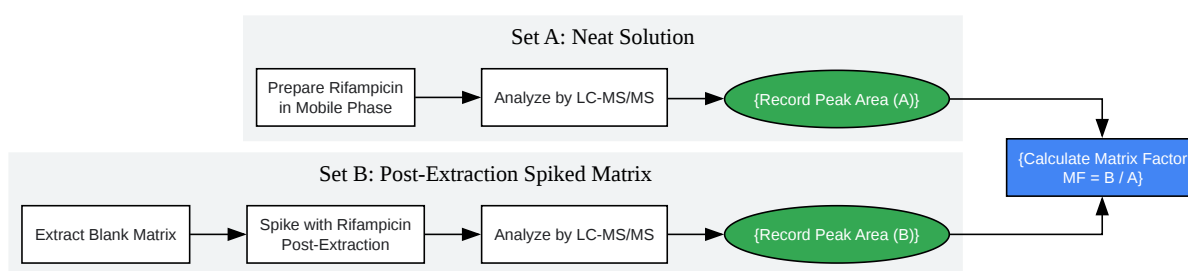 Set A: Neat Solution
Prepare Rifampicin
in Mobile Phase
Analyze by LC-MS/MS
{Record Peak Area (A)}
{Calculate Matrix Factor
MF = B / A}
Set B: Post-Extraction Spiked Matrix
Extract Blank Matrix
Spike with Rifampicin
Post-Extraction
Analyze by LC-MS/MS
{Record Peak Area (B)}